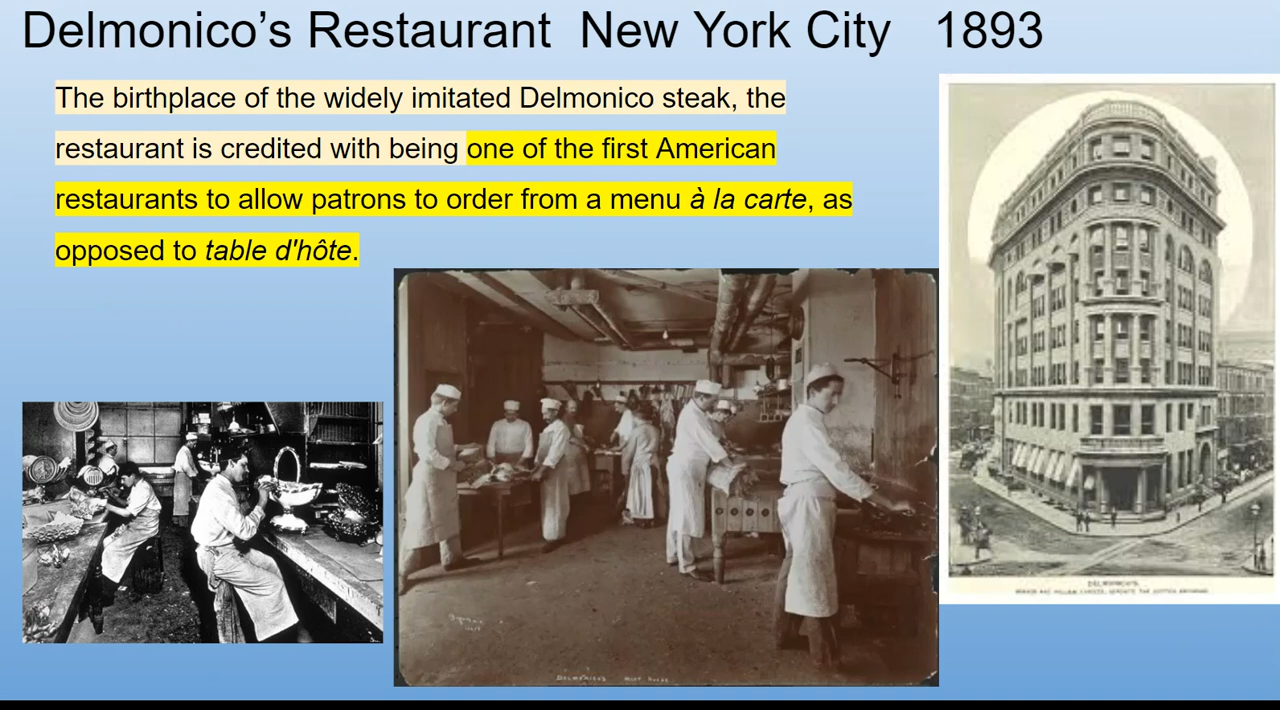 Delmonico’s Restaurant New York City 1893
The birthplace of the widely imitated Delmonico steak, the
restaurant is credited with being one of the first American
restaurants to allow patrons to order from a menu à la carte, as
opposed to table d'hôte.
DELMONICO'S
DELMONICO'S